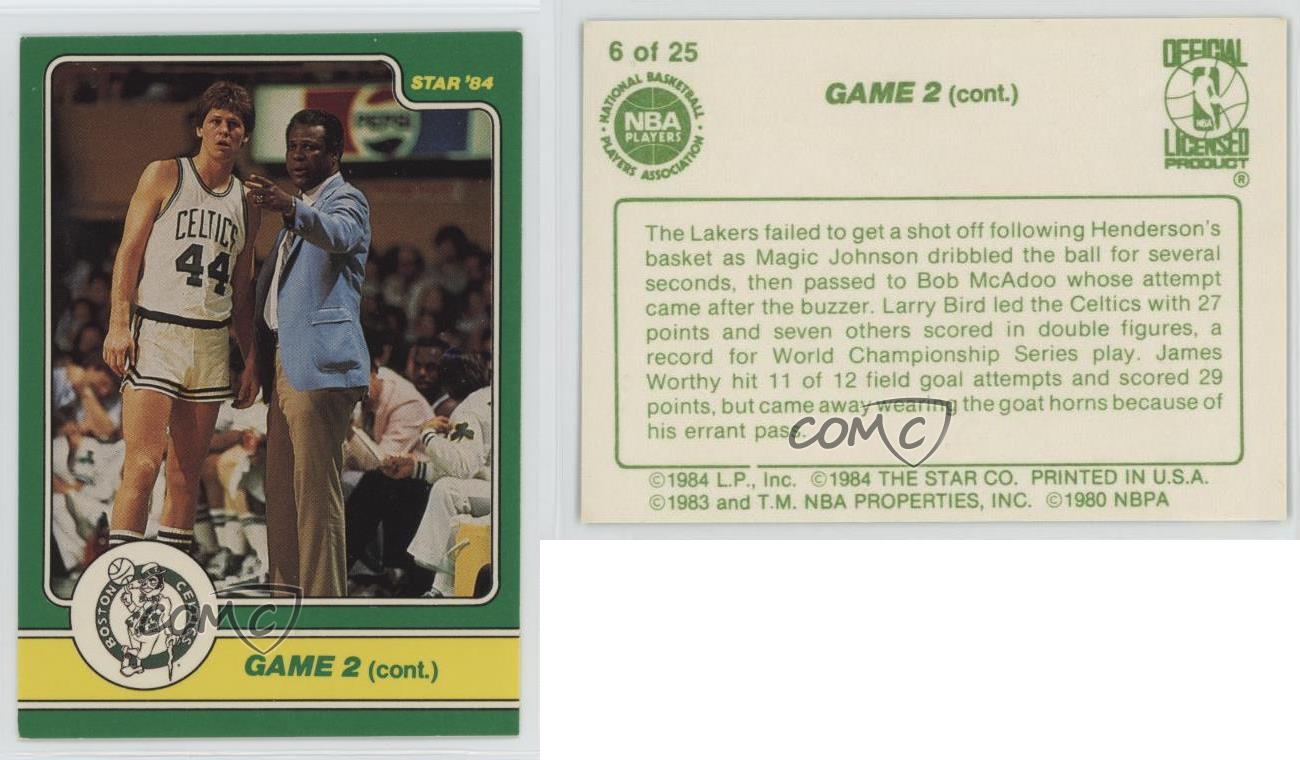 STAR '84
PEPSI
CELTICS
44
BOSTON CELTICS
GAME 2 (cont.)
COMC
6 of 25
NATIONAL BASKETBALL
NBA
PLAYERS
PLAYERS ASSOCIATION
GAME 2 (cont.)
OFFICIAL
NBA
LICENSED
PRODUCT
®
The Lakers failed to get a shot off following Henderson's
basket as Magic Johnson dribbled the ball for several
seconds, then passed to Bob McAdoo whose attempt
came after the buzzer. Larry Bird led the Celtics with 27
points and seven others scored in double figures, a
record for World Championship Series play. James
Worthy hit 11 of 12 field goal attempts and scored 29
points, but came away wearing the goat horns because of
his errant pass.
COMC
©1984 L.P., Inc. ©1984 THE STAR CO. PRINTED IN U.S.A.
©1983 and T.M. NBA PROPERTIES, INC. ©1980 NBPA